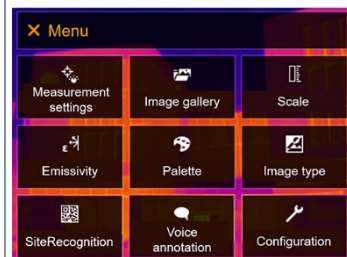 Menu
Measurement
settings
Image gallery
Scale
Emissivity
Palette
Image type
SiteRecognition
Voice
annotation
Configuration